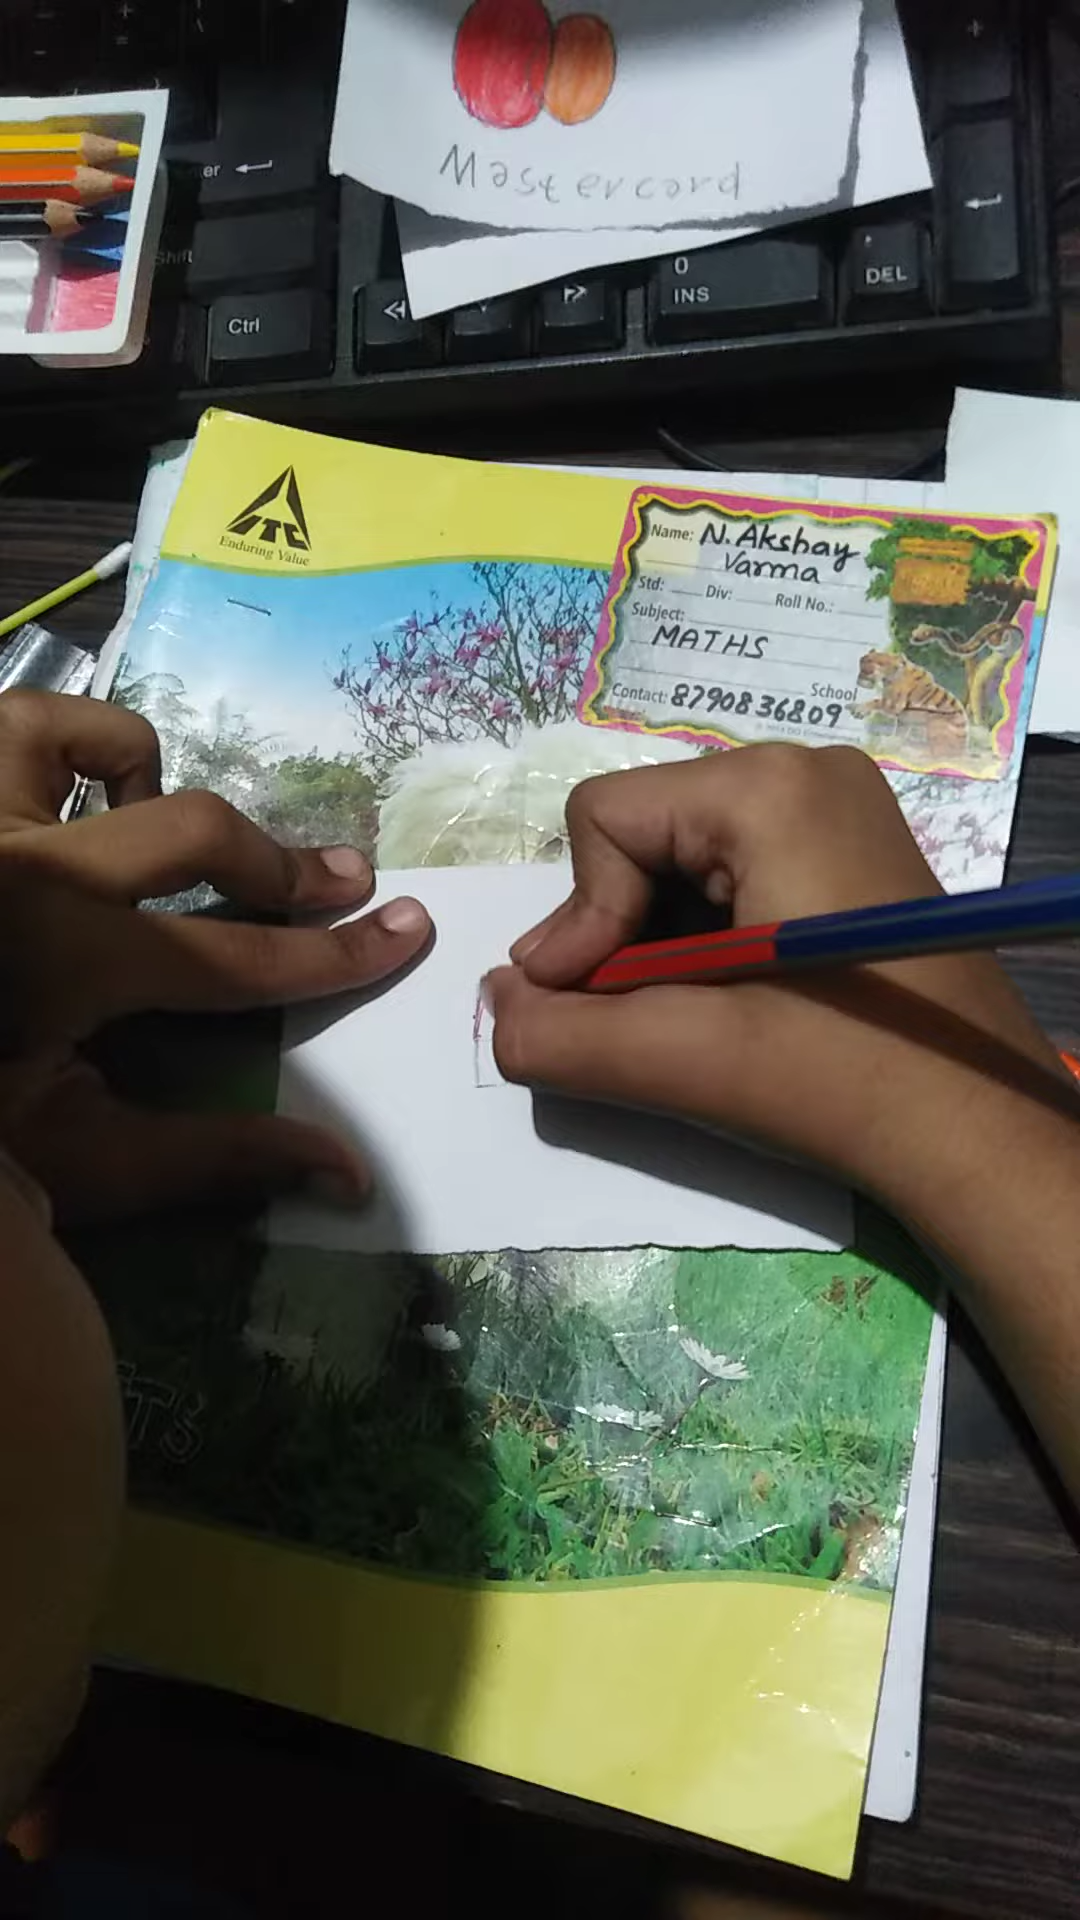 er
Shift
Ctrl
0
INS
.
DEL
Mastercard
ITC
Enduring Value
Name: N. Akshay
Varma
Std: Div: Roll No.:
Subject:
MATHS
School
Contact: 8790836809